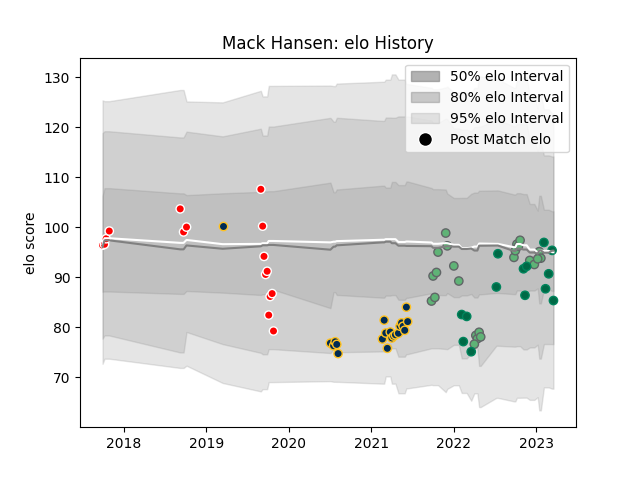 Mack Hansen: elo History
50% elo Interval
80% elo Interval
95% elo Interval
Post Match elo
elo score
130
120
110
100
90
80
70
2018
2019
2020
2021
2022
2023